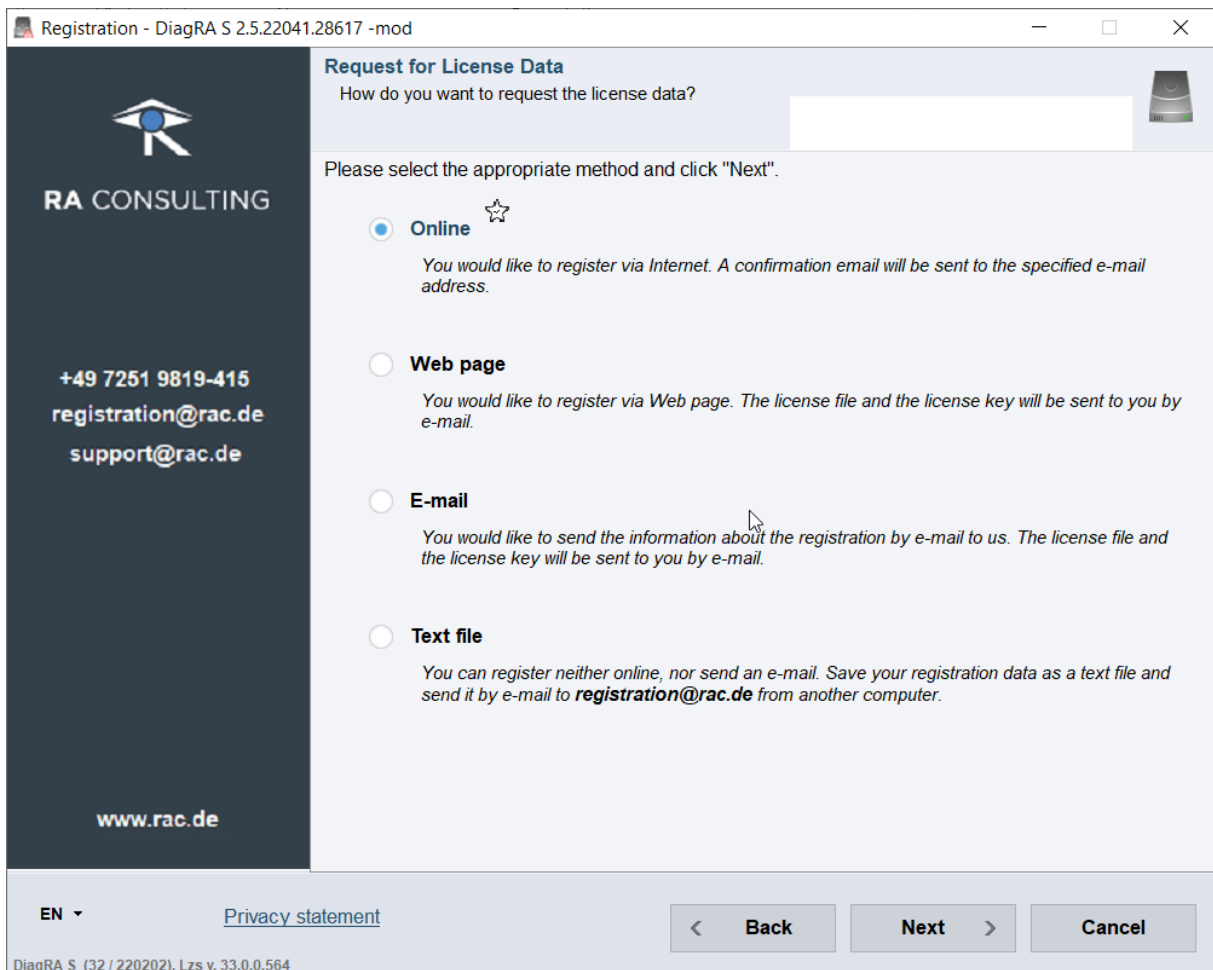 Registration - DiagRA S 2.5.22041.28617 -mod
Request for License Data
How do you want to request the license data?
RA CONSULTING
+49 7251 9819-415
registration@rac.de
support@rac.de
www.rac.de
Please select the appropriate method and click "Next".
Online
You would like to register via Internet. A confirmation email will be sent to the specified e-mail
address.
Web page
You would like to register via Web page. The license file and the license key will be sent to you by
e-mail.
E-mail
You would like to send the information about the registration by e-mail to us. The license file and
the license key will be sent to you by e-mail.
Text file
You can register neither online, nor send an e-mail. Save your registration data as a text file and
send it by e-mail to registration@rac.de from another computer.
EN
Privacy statement
Back
Next
Cancel
DiagRA S (32 / 220202), Lzs v. 33.0.0.564